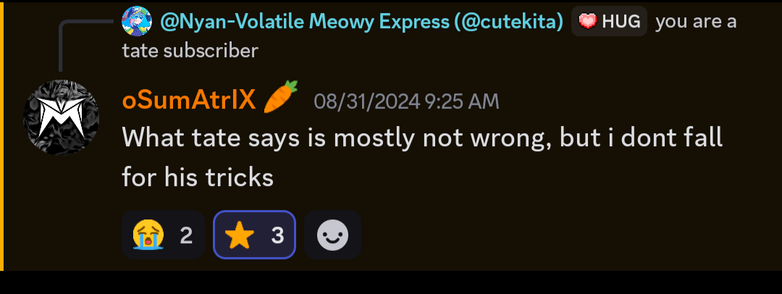 @Nyan-Volatile Meowy Express (@cutekita) HUG you are a
tate subscriber
oSumAtrIX 08/31/2024 9:25 AM
What tate says is mostly not wrong, but i dont fall
for his tricks
2 3